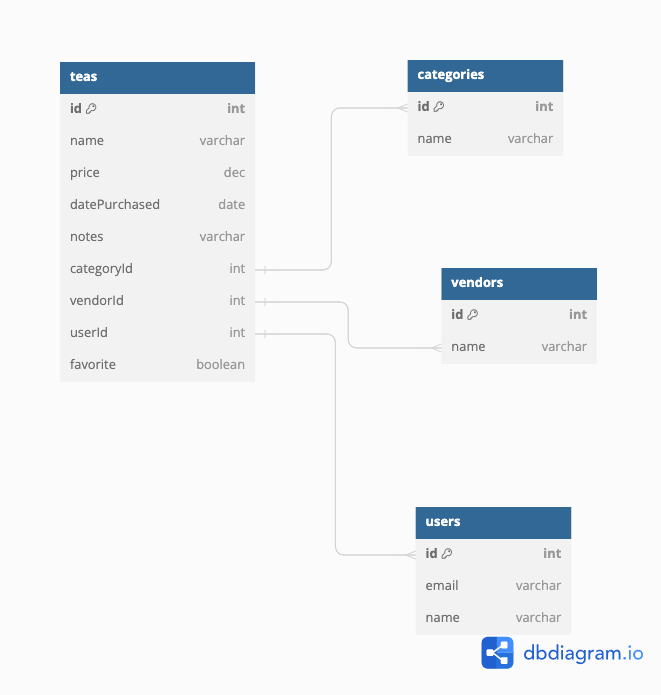 teas
id int
name varchar
price dec
datePurchased date
notes varchar
categoryId int
vendorId int
userId int
favorite boolean
categories
id int
name varchar
vendors
id int
name varchar
users
id int
email varchar
name varchar
dbdiagram.io